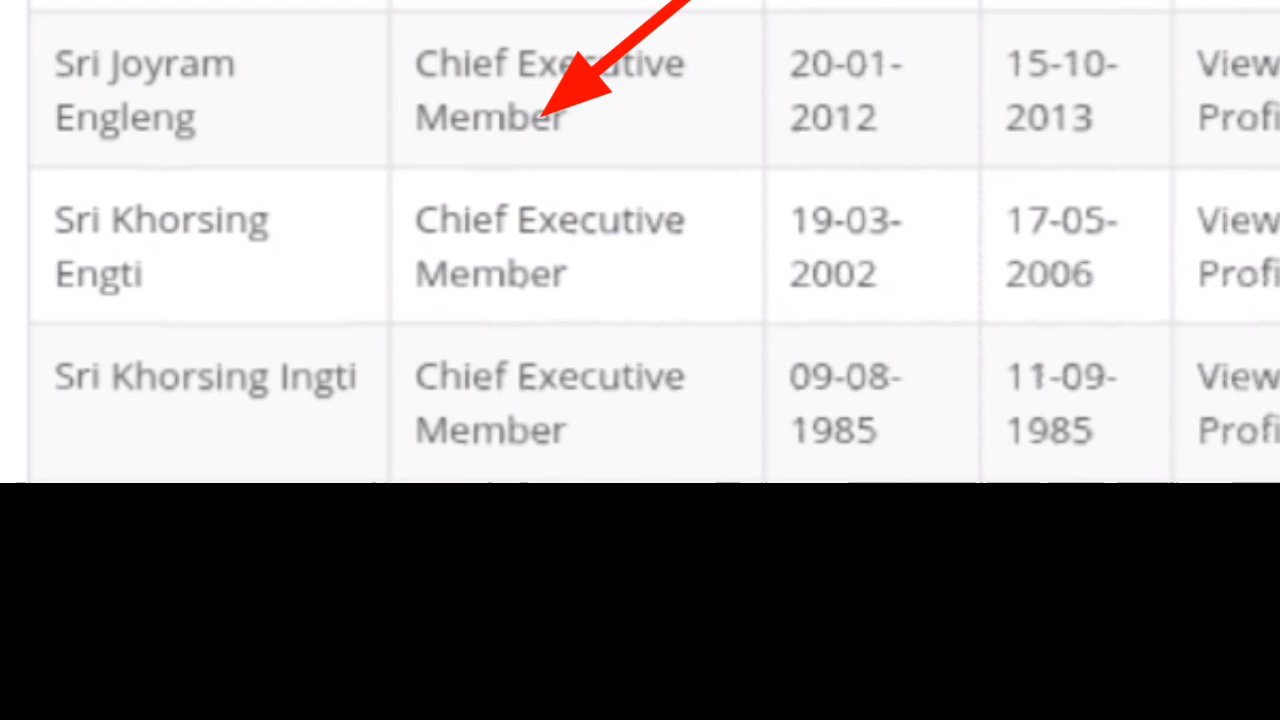 Sri Joyram Engleng Chief Executive Member 20-01-2012 15-10-2013 View Profi
Sri Khorsing Engti Chief Executive Member 19-03-2002 17-05-2006 View Profi
Sri Khorsing Ingti Chief Executive Member 09-08-1985 11-09-1985 View Profi